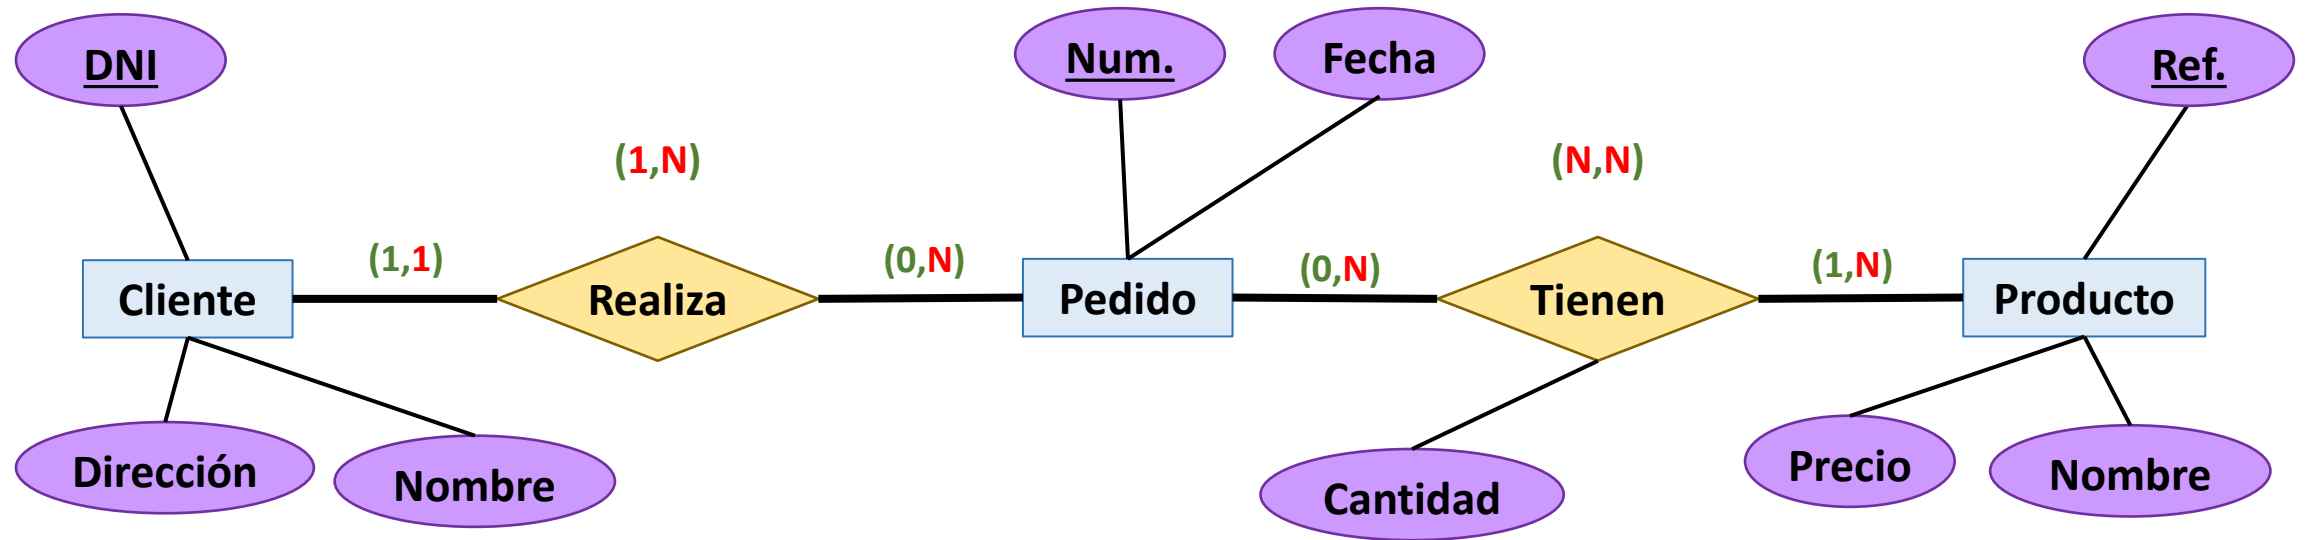 DNI
Num.
Fecha
Ref.
(1,N)
(N,N)
(1,1)
(0,N)
(0,N)
(1,N)
Cliente
Realiza
Pedido
Tienen
Producto
Dirección
Nombre
Cantidad
Precio
Nombre